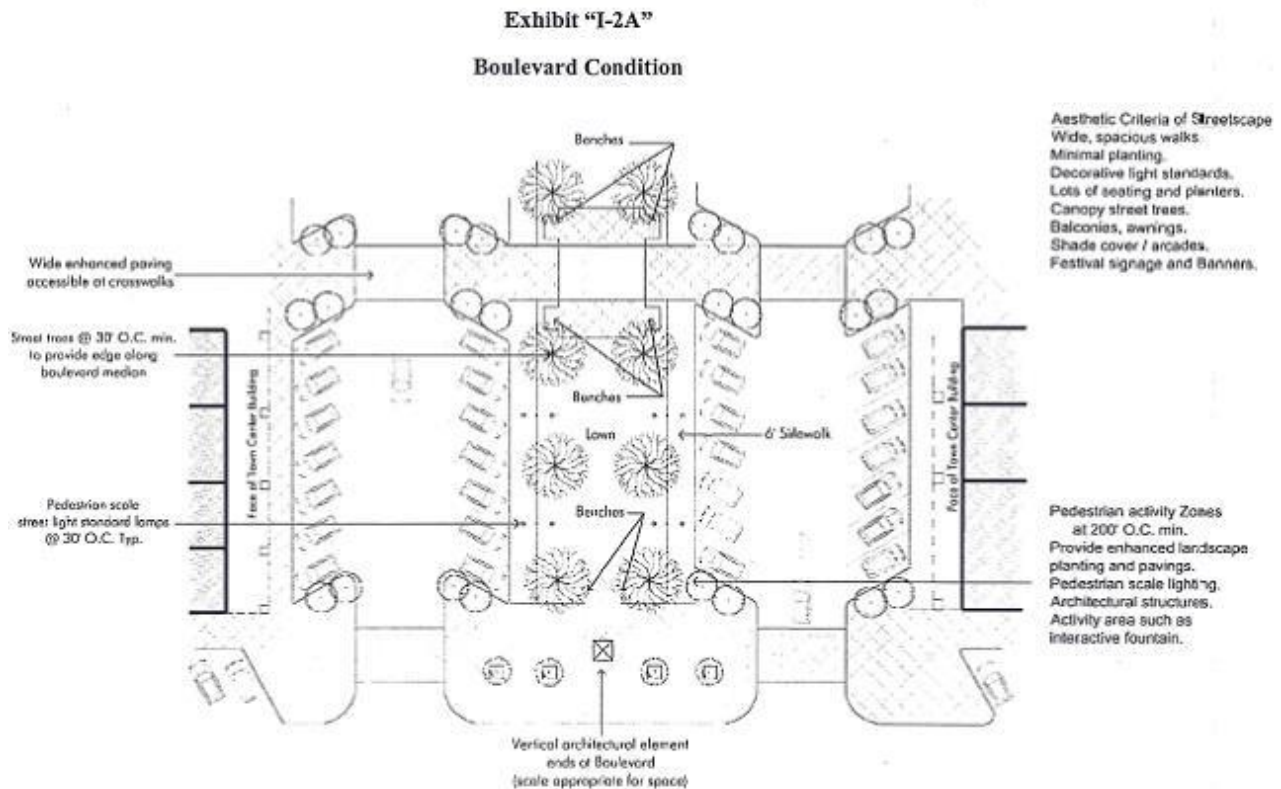 Exhibit “I-2A”
Boulevard Condition
Benches
Aesthetic Criteria of Streetscape
Wide, spacious walks
Minimal planting.
Decorative light standards.
Lots of seating and planters.
Canopy street trees.
Balconies, awnings.
Shade cover / arcades.
Festival signage and Banners.
Wide enhanced paving
accessible at crosswalks
Street trees @ 30' O.C. min.
to provide edge along
boulevard median
Benches
Face of Town Center Building
Lawn
6' Sidewalk
Face of Town Center Building
Pedestrian scale
street light standard lamps
@ 30' O.C. Typ.
Benches
Pedestrian activity Zones
at 200' O.C. min.
Provide enhanced landscape
planting and pavings.
Pedestrian scale lighting.
Architectural structures.
Activity area such as
interactive fountain.
Vertical architectural element
ends at Boulevard
(scale appropriate for space)